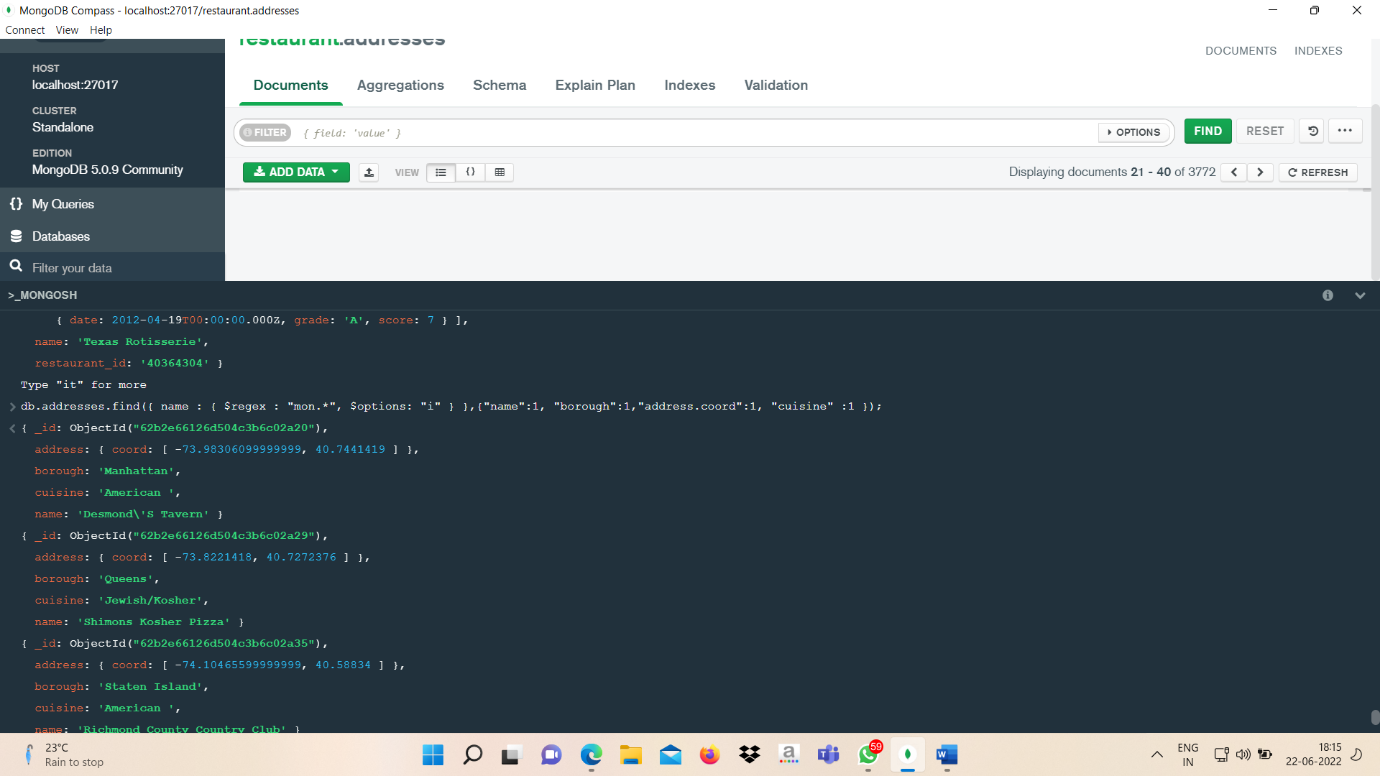 MongoDB Compass - localhost:27017/restaurant.addresses
Connect View Help
restaurant.addresses
DOCUMENTS INDEXES
HOST
localhost:27017
CLUSTER
Standalone
EDITION
MongoDB 5.0.9 Community
{} My Queries
Databases
Filter your data
Documents Aggregations Schema Explain Plan Indexes Validation
FILTER { field: 'value' } OPTIONS FIND RESET ...
ADD DATA VIEW {} Displaying documents 21 - 40 of 3772 < > REFRESH
>_MONGOSH
{ date: 2012-04-19T00:00:00.000Z, grade: 'A', score: 7 } ],
name: 'Texas Rotisserie',
restaurant_id: '40364304' }
Type "it" for more
> db.addresses.find({ name : { $regex : "mon.*", $options: "i" } },{"name":1, "borough":1,"address.coord":1, "cuisine" :1 });
< { _id: ObjectId("62b2e66126d504c3b6c02a20"),
address: { coord: [ -73.98306099999999, 40.7441419 ] },
borough: 'Manhattan',
cuisine: 'American ',
name: 'Desmond\'S Tavern' }
{ _id: ObjectId("62b2e66126d504c3b6c02a29"),
address: { coord: [ -73.8221418, 40.7272376 ] },
borough: 'Queens',
cuisine: 'Jewish/Kosher',
name: 'Shimons Kosher Pizza' }
{ _id: ObjectId("62b2e66126d504c3b6c02a35"),
address: { coord: [ -74.10465599999999, 40.58834 ] },
borough: 'Staten Island',
cuisine: 'American ',
name: 'Richmond County Country Club' }
23°C
Rain to stop
59
ENG
IN
18:15
22-06-2022